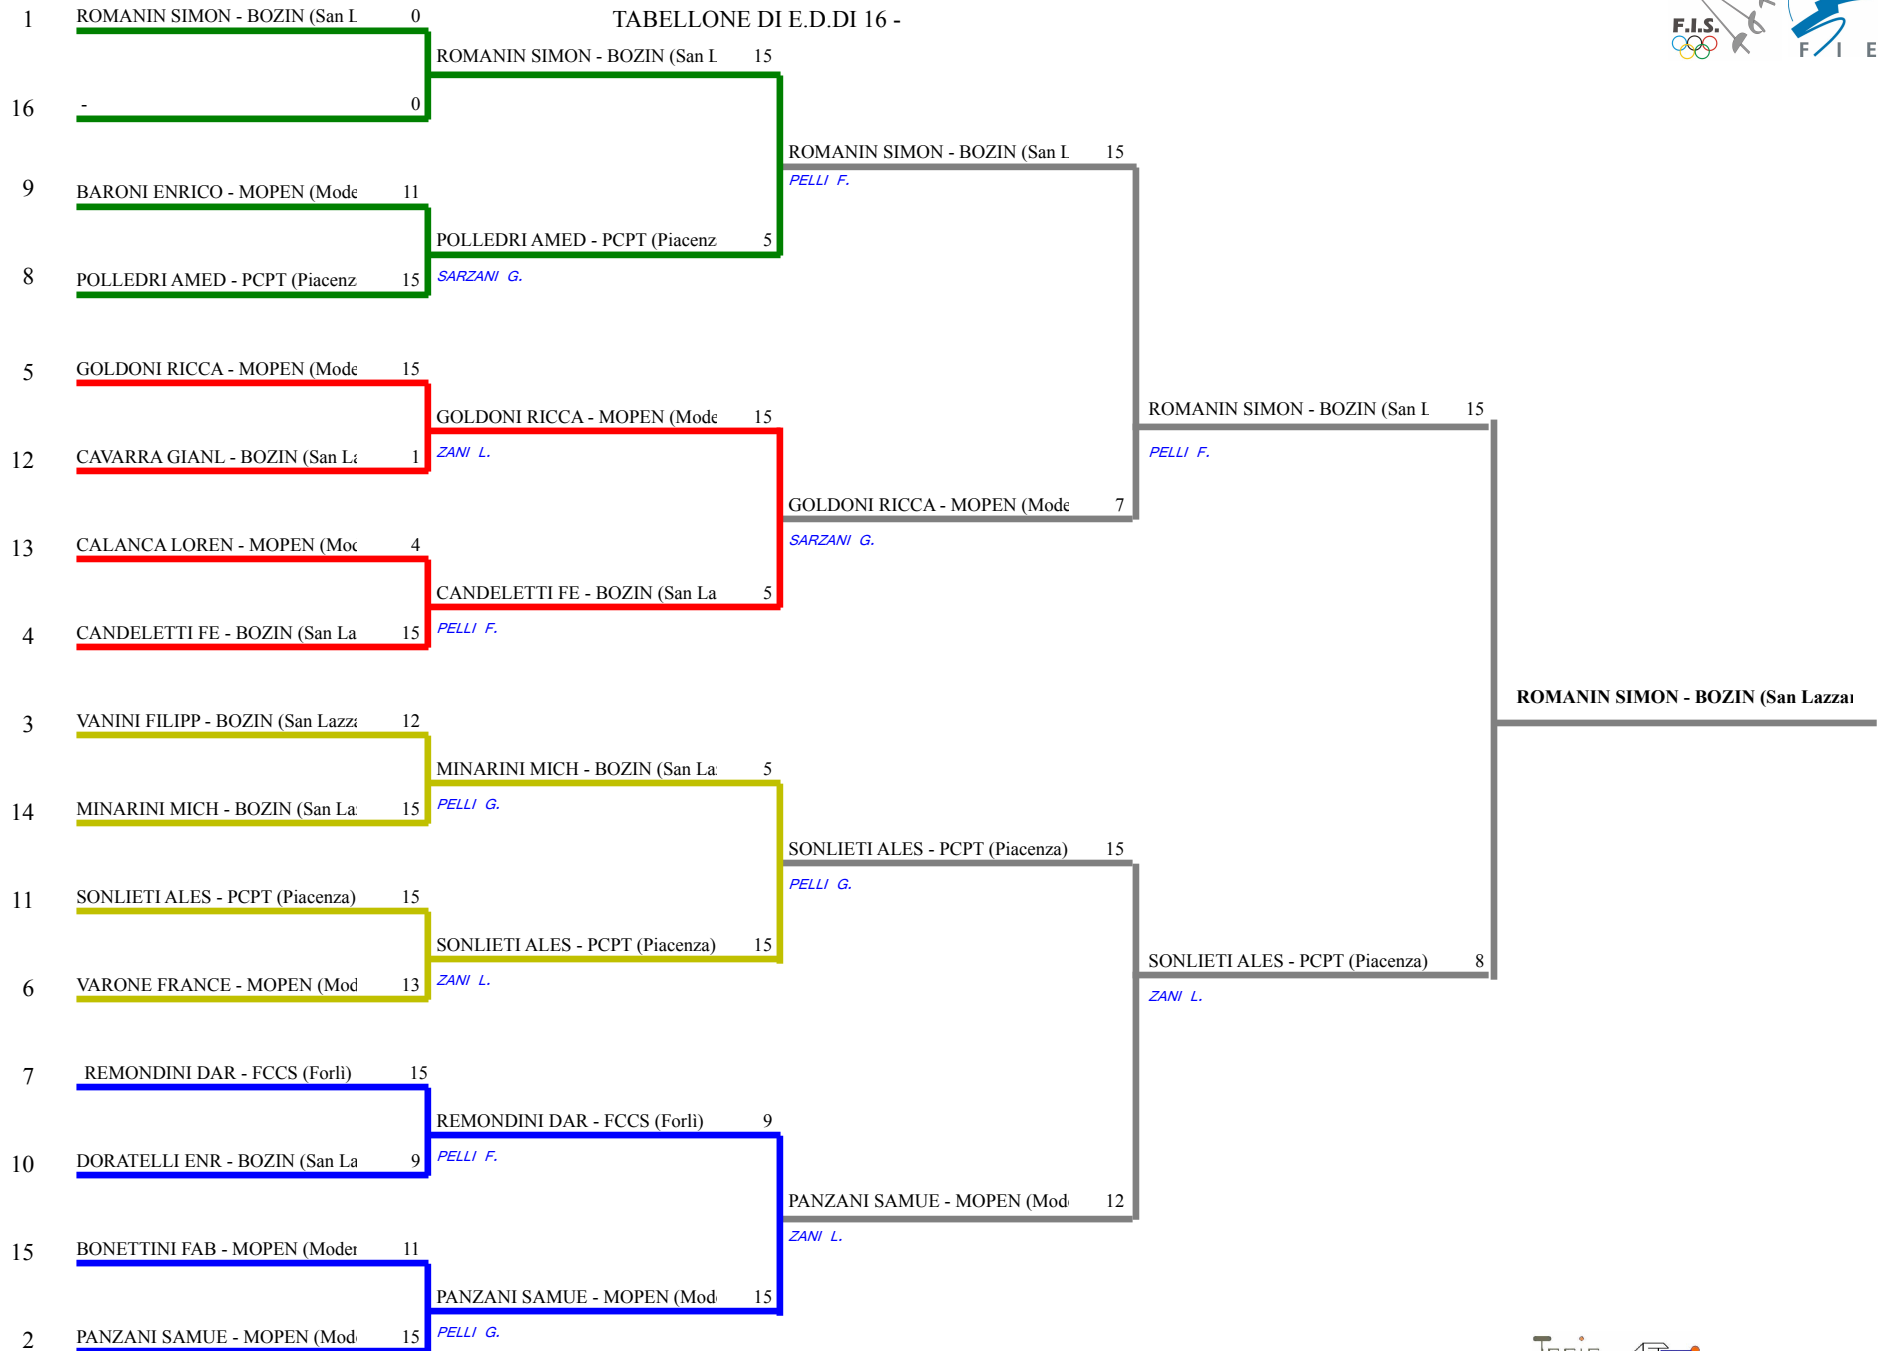 TABELLONE DI E.D.DI 16 -
F.I.S.
F I E
1 ROMANIN SIMON - BOZIN (San L 0
ROMANIN SIMON - BOZIN (San L 15
16 - 0
ROMANIN SIMON - BOZIN (San L 15
PELLI F.
9 BARONI ENRICO - MOPEN (Mode 11
POLLEDRI AMED - PCPT (Piacenz 5
SARZANI G.
8 POLLEDRI AMED - PCPT (Piacenz 15
5 GOLDONI RICCA - MOPEN (Mode 15
GOLDONI RICCA - MOPEN (Mode 15
ZANI L.
ROMANIN SIMON - BOZIN (San L 15
PELLI F.
12 CAVARRA GIANL - BOZIN (San La 1
GOLDONI RICCA - MOPEN (Mode 7
SARZANI G.
13 CALANCA LOREN - MOPEN (Moc 4
CANDELETTI FE - BOZIN (San La 5
PELLI F.
4 CANDELETTI FE - BOZIN (San La 15
ROMANIN SIMON - BOZIN (San Lazzar
3 VANINI FILIPP - BOZIN (San Lazza 12
MINARINI MICH - BOZIN (San La 5
PELLI G.
14 MINARINI MICH - BOZIN (San La 15
SONLIETI ALES - PCPT (Piacenza) 15
PELLI G.
11 SONLIETI ALES - PCPT (Piacenza) 15
SONLIETI ALES - PCPT (Piacenza) 15
ZANI L.
SONLIETI ALES - PCPT (Piacenza) 8
ZANI L.
6 VARONE FRANCE - MOPEN (Mod 13
7 REMONDINI DAR - FCCS (Forlì) 15
REMONDINI DAR - FCCS (Forlì) 9
PELLI F.
10 DORATELLI ENR - BOZIN (San La 9
PANZANI SAMUE - MOPEN (Mod 12
ZANI L.
15 BONETTINI FAB - MOPEN (Moder 11
PANZANI SAMUE - MOPEN (Mod 15
PELLI G.
2 PANZANI SAMUE - MOPEN (Mod 15